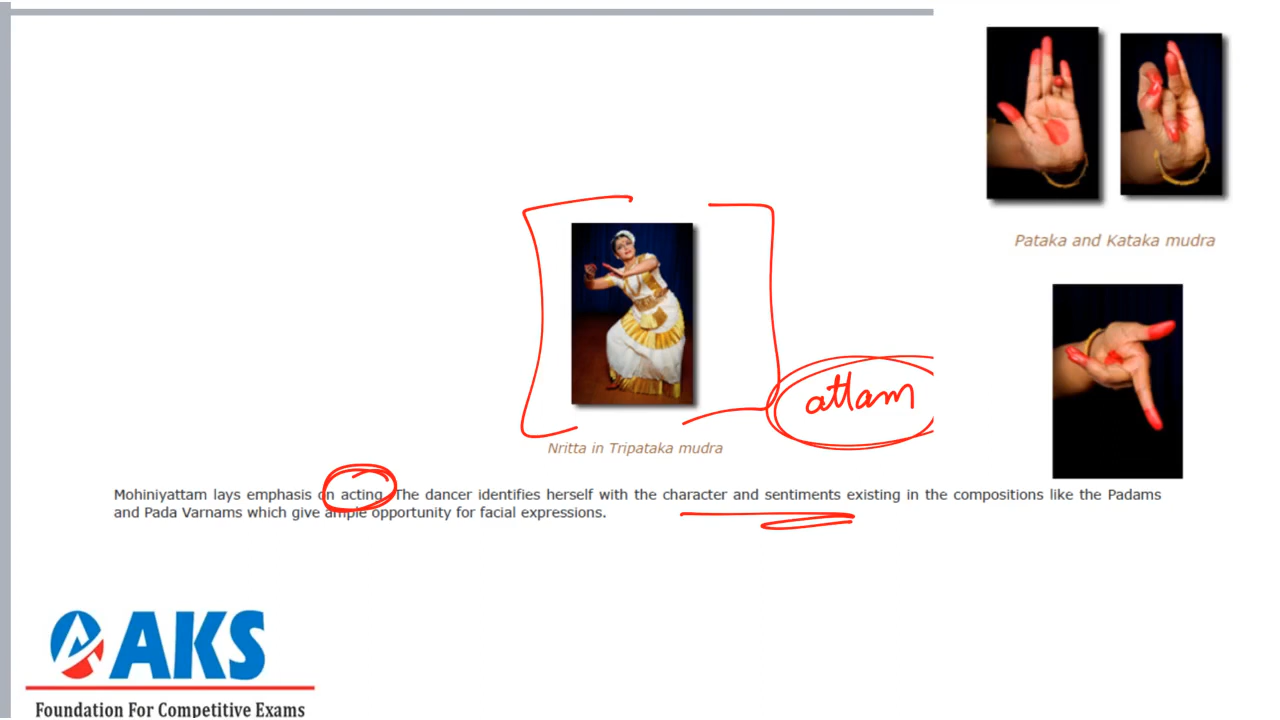 Pataka and Kataka mudra
attam
Nritta in Tripataka mudra
Mohiniyattam lays emphasis on acting. The dancer identifies herself with the character and sentiments existing in the compositions like the Padams
and Pada Varnams which give ample opportunity for facial expressions.
AKS
Foundation For Competitive Exams